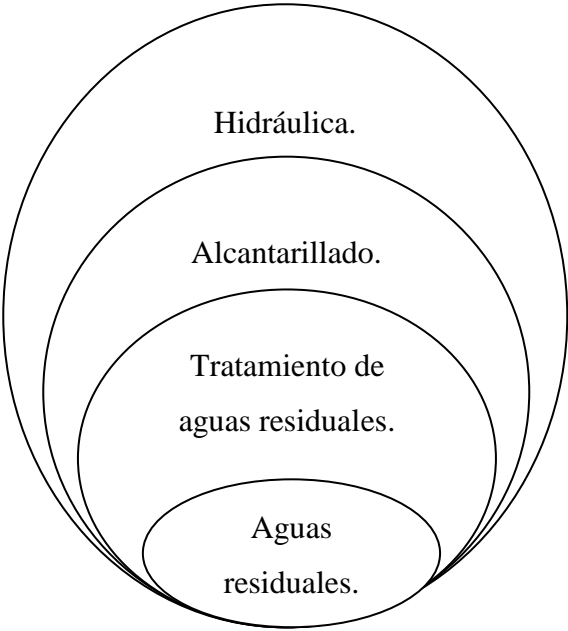 Hidráulica.
Alcantarillado.
Tratamiento de
aguas residuales.
Aguas
residuales.